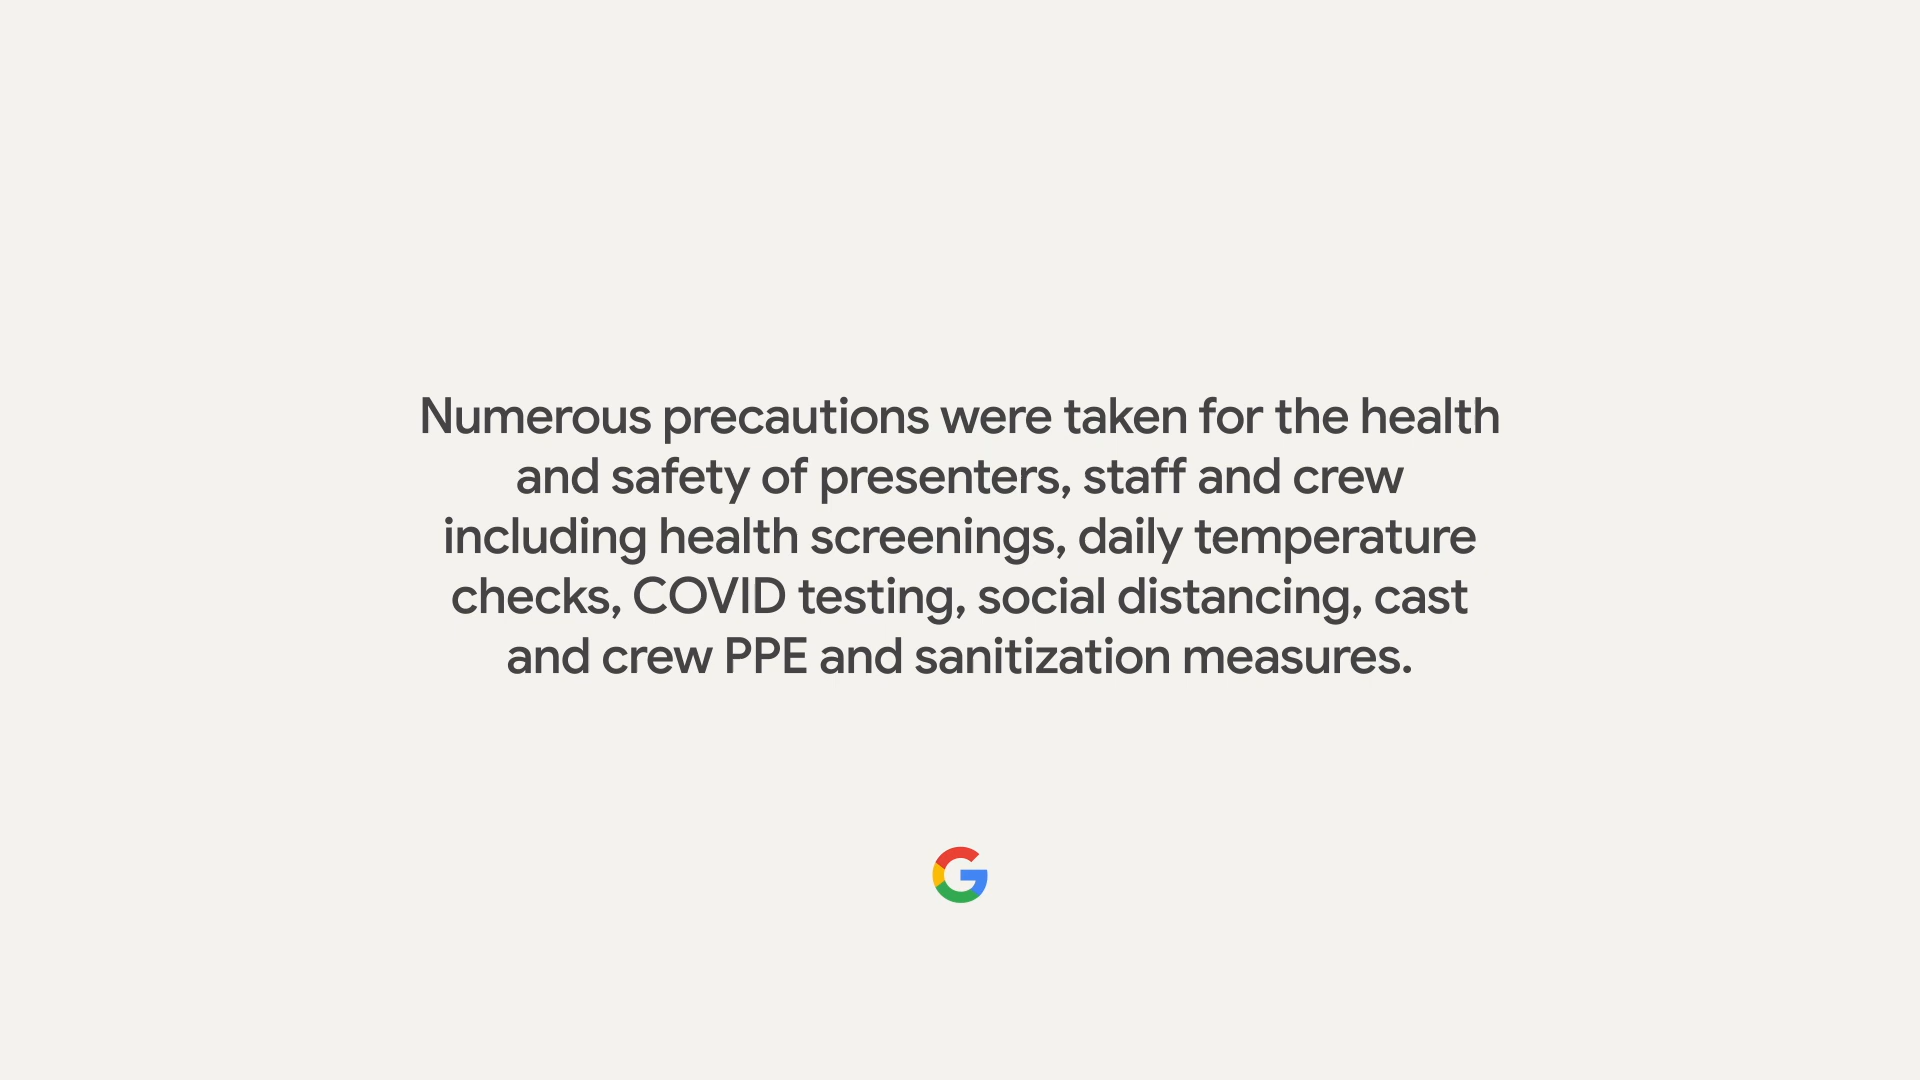 Numerous precautions were taken for the health
and safety of presenters, staff and crew
including health screenings, daily temperature
checks, COVID testing, social distancing, cast
and crew PPE and sanitization measures.
G